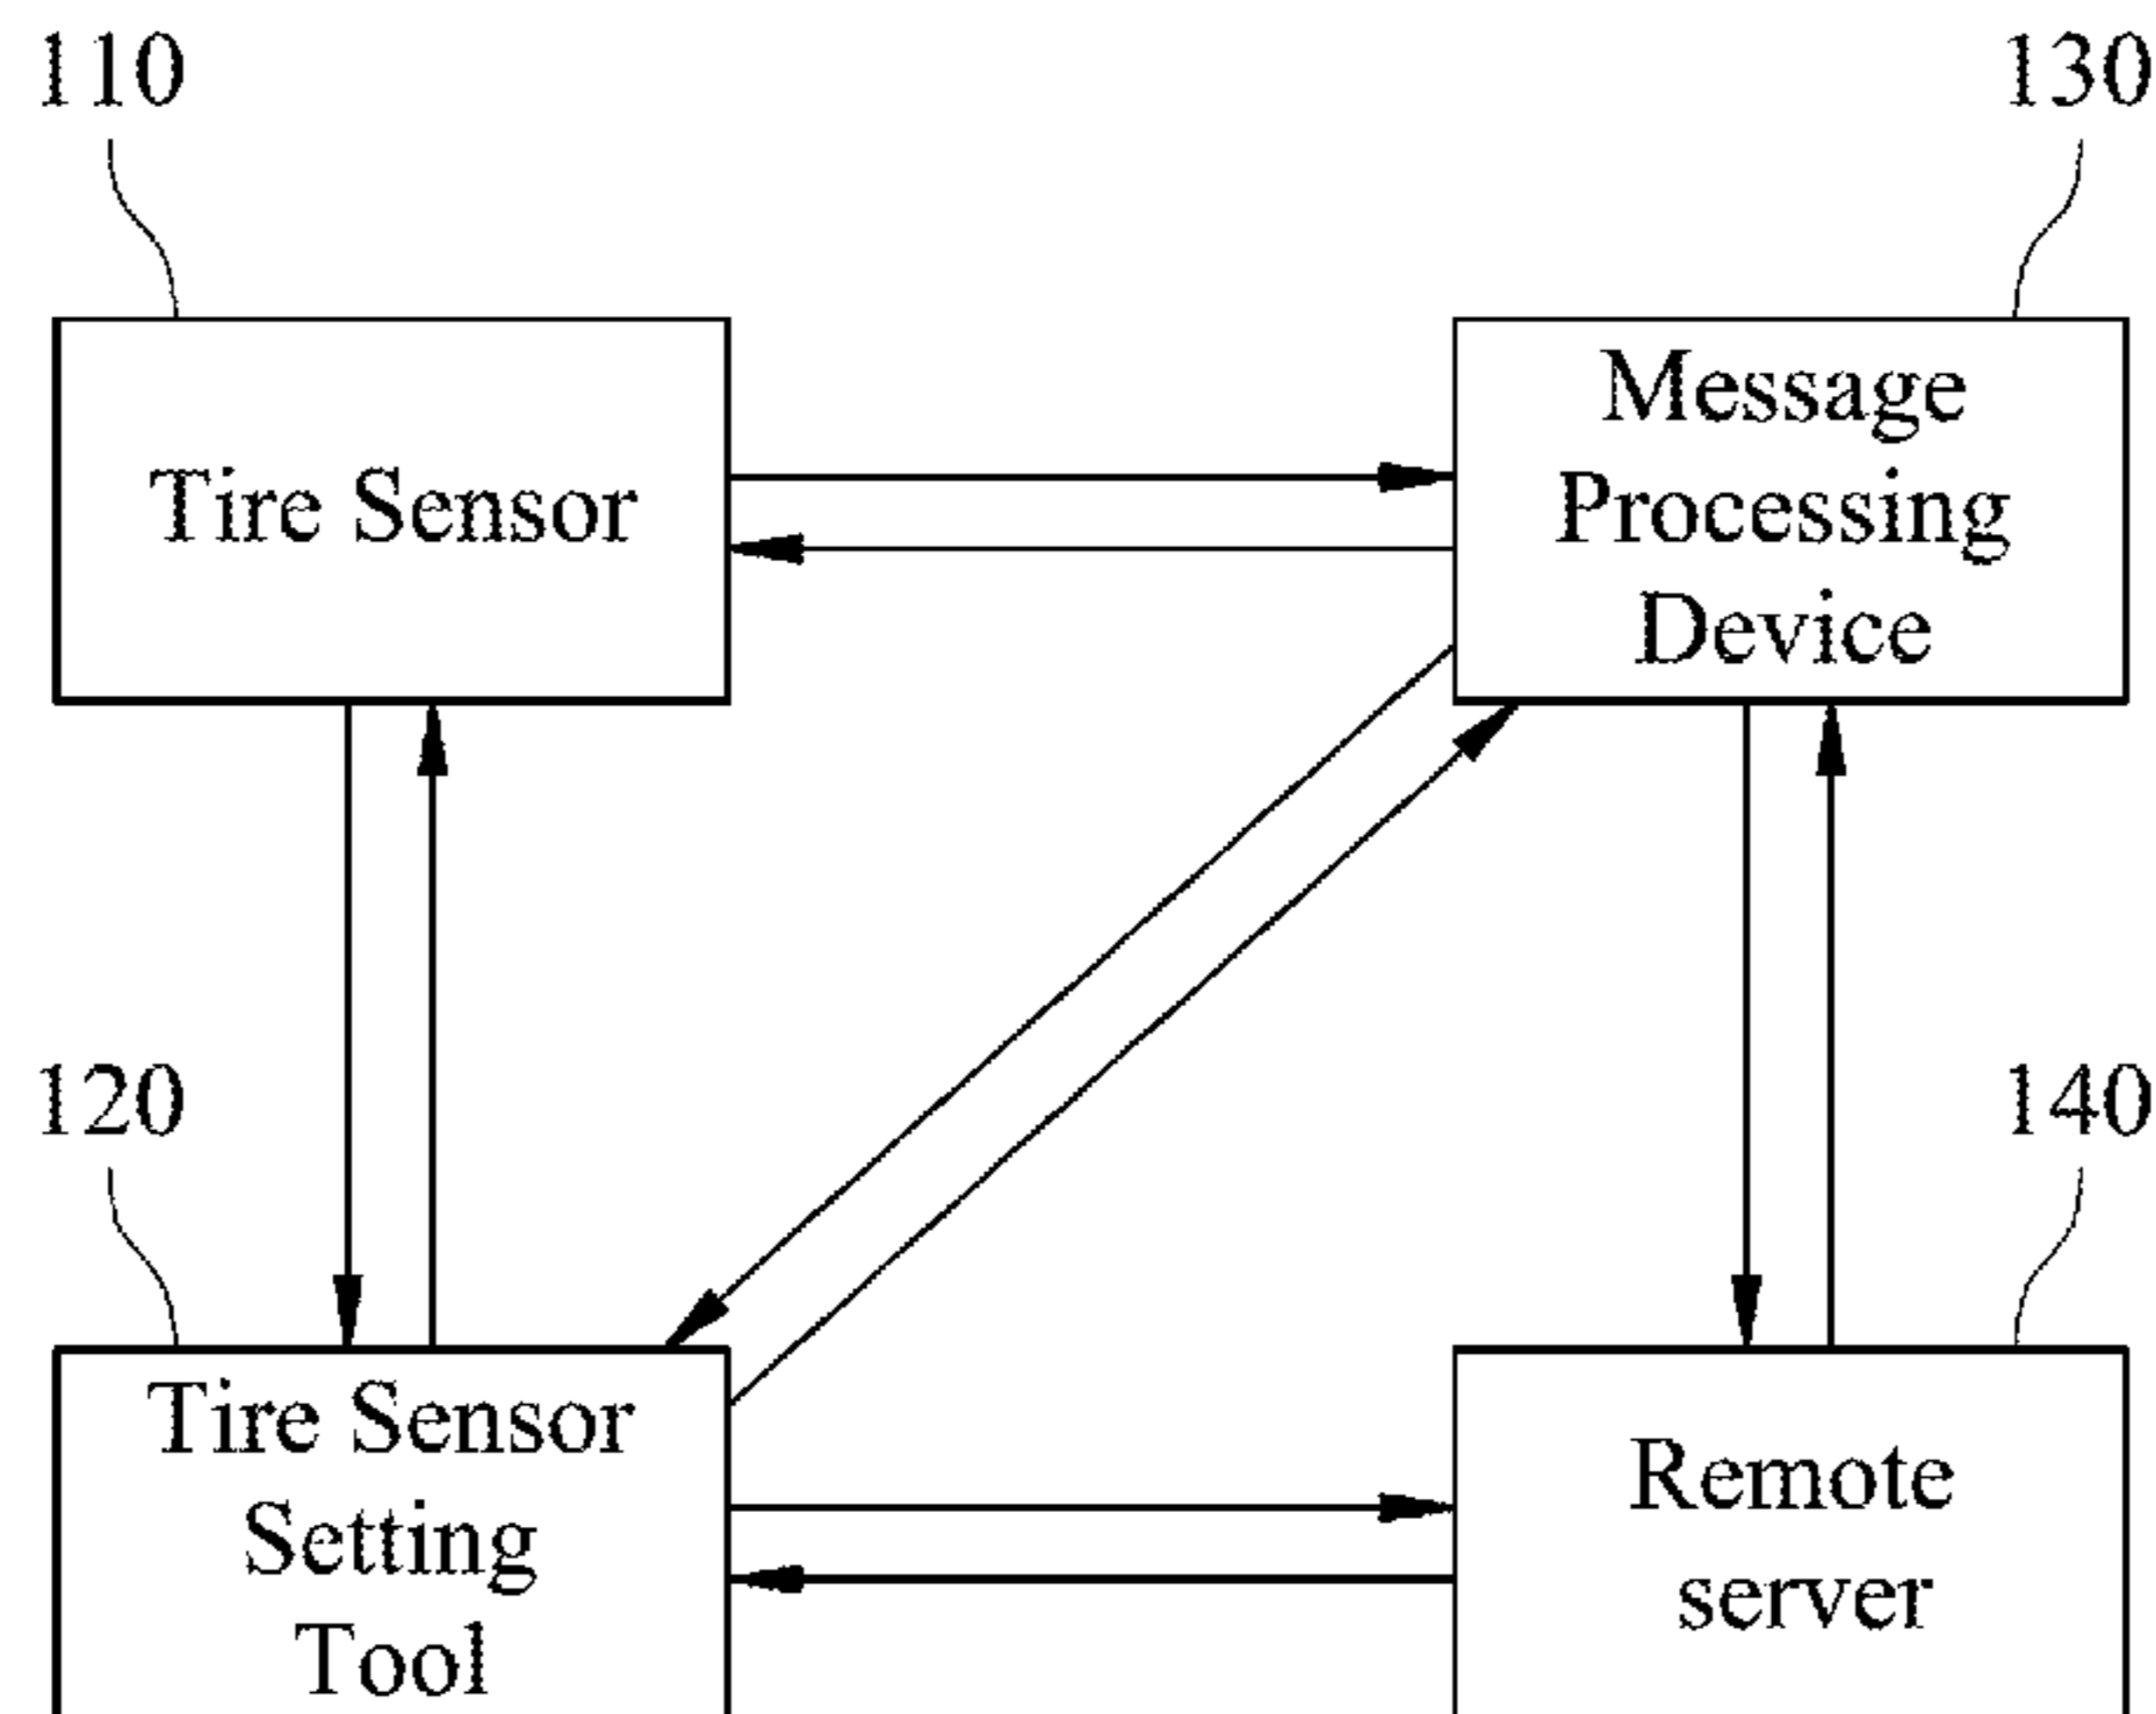 110
130
Tire Sensor
Message
Processing
Device
120
140
Tire Sensor
Setting
Tool
Remote
server